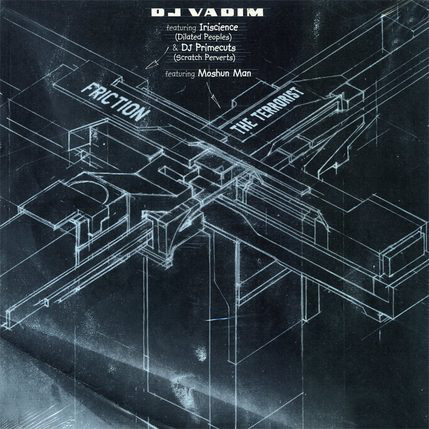 DJ VADIM
featuring Iriscience
(Dilated Peoples)
& DJ Primecuts
(Scratch Perverts)
featuring Moshun Man
FRICTION
THE TERRORIST